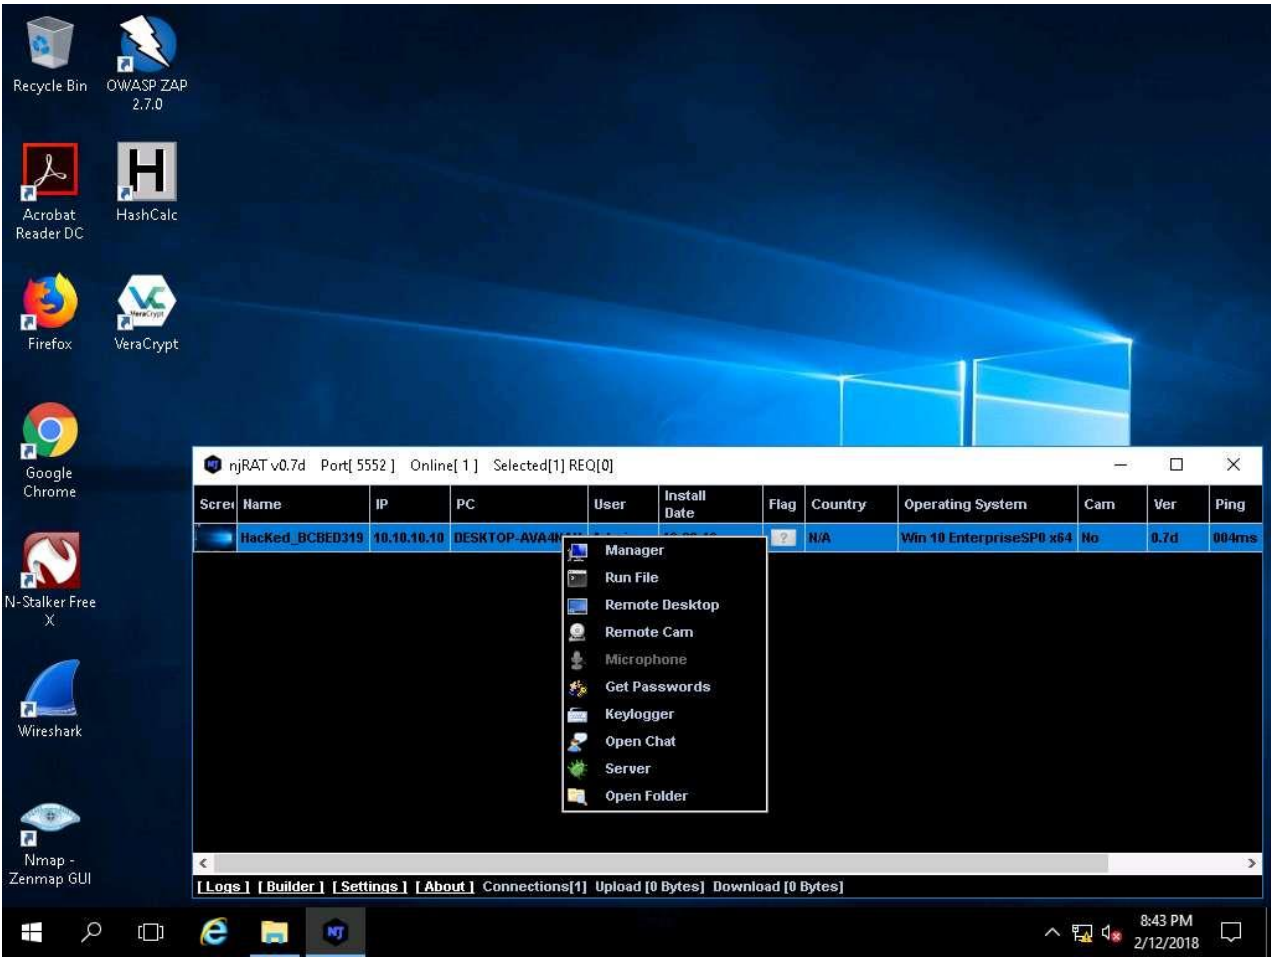 Recycle Bin
OWASP ZAP
2.7.0
Acrobat
Reader DC
HashCalc
Firefox
VeraCrypt
VeraCrypt
Google
Chrome
N-Stalker Free
X
Wireshark
Nmap -
Zenmap GUI
njRAT v0.7d Port[ 5552 ] Online[ 1 ] Selected[1] REQ[0]
Name IP PC User Install Date Flag Country Operating System Cam Ver Ping
HacKed_BCBED319 10.10.10.10 ? N/A Win 10 EnterpriseSP0 x64 No 0.7d 004ms
Manager
Run File
Remote Desktop
Remote Cam
Microphone
Get Passwords
Keylogger
Open Chat
Server
Open Folder
[ Logs ] [ Builder ] [ Settings ] [ About ] Connections[1] Upload [0 Bytes] Download [0 Bytes]
NJ
8:43 PM
2/12/2018